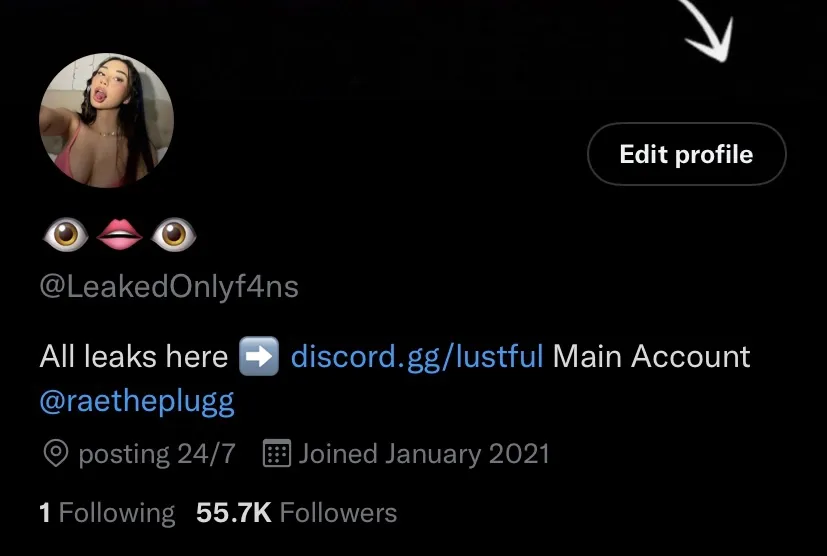 Edit profile
👁️👄👁️
@LeakedOnlyf4ns
All leaks here ➡️ discord.gg/lustful Main Account
@raetheplugg
posting 24/7 Joined January 2021
1 Following 55.7K Followers